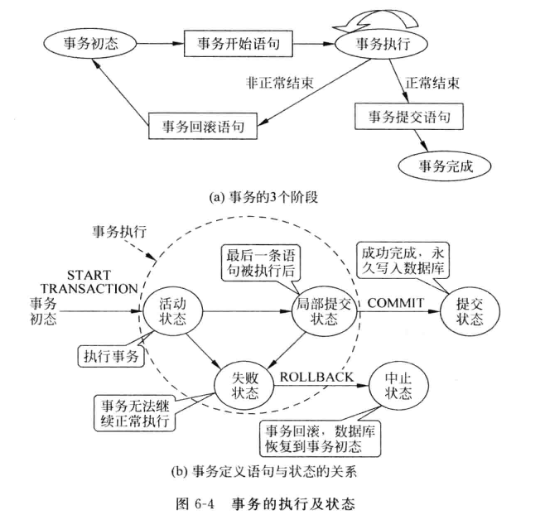 事务初态
事务开始语句
事务执行
非正常结束
正常结束
事务回滚语句
事务提交语句
事务完成
(a) 事务的3个阶段
事务执行
START
TRANSACTION
事务
初态
活动
状态
执行事务
最后一条语
句被执行后
局部提交
状态
COMMIT
成功完成，永
久写入数据库
提交
状态
失败
状态
事务无法继
续正常执行
ROLLBACK
中止
状态
事务回滚，数据库
恢复到事务初态
(b) 事务定义语句与状态的关系
图 6-4 事务的执行及状态